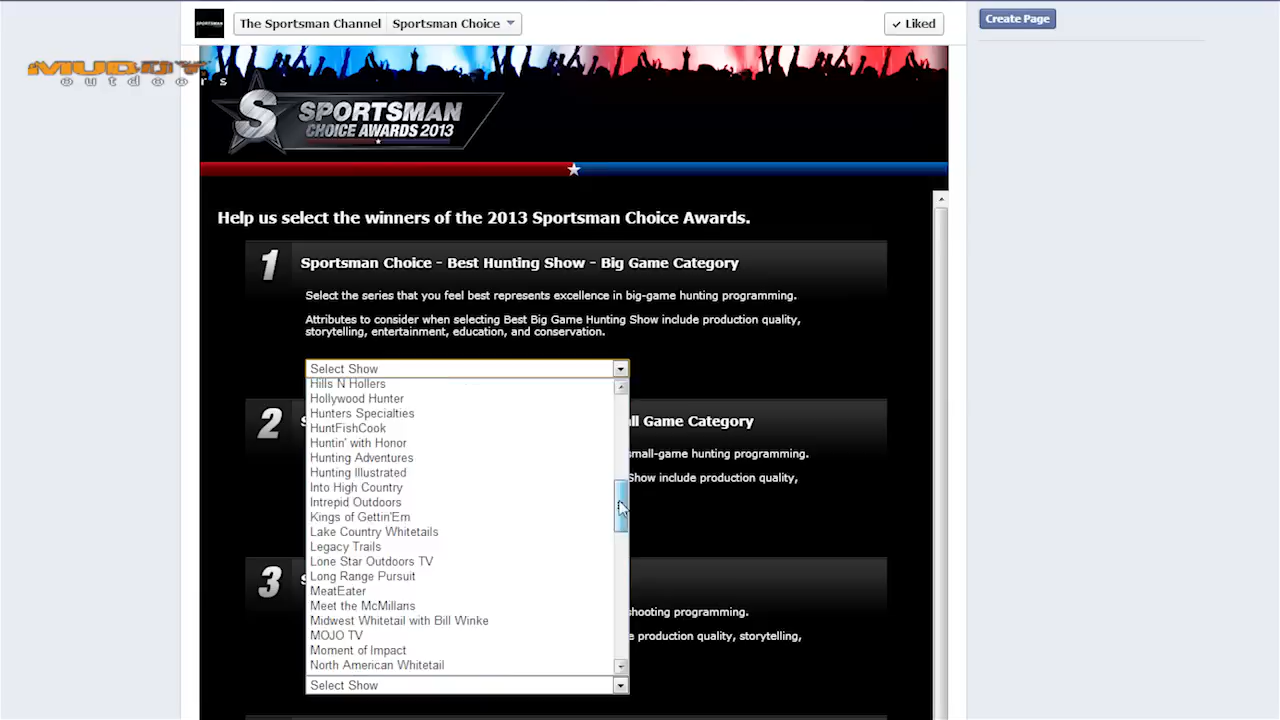 SPORTSMAN
The Sportsman Channel
Sportsman Choice
✓ Liked
Create Page
MUDDY
outdoors
S
SPORTSMAN
CHOICE AWARDS 2013
Help us select the winners of the 2013 Sportsman Choice Awards.
1
Sportsman Choice - Best Hunting Show - Big Game Category
Select the series that you feel best represents excellence in big-game hunting programming.
Attributes to consider when selecting Best Big Game Hunting Show include production quality,
storytelling, entertainment, education, and conservation.
Select Show
Hills N Hollers
Hollywood Hunter
Hunters Specialties
HuntFishCook
Huntin' with Honor
Hunting Adventures
Hunting Illustrated
Into High Country
Intrepid Outdoors
Kings of Gettin'Em
Lake Country Whitetails
Legacy Trails
Lone Star Outdoors TV
Long Range Pursuit
MeatEater
Meet the McMillans
Midwest Whitetail with Bill Winke
MOJO TV
Moment of Impact
North American Whitetail
2
S
ll Game Category
small-game hunting programming.
Show include production quality,
3
S
hooting programming.
e production quality, storytelling,
Select Show